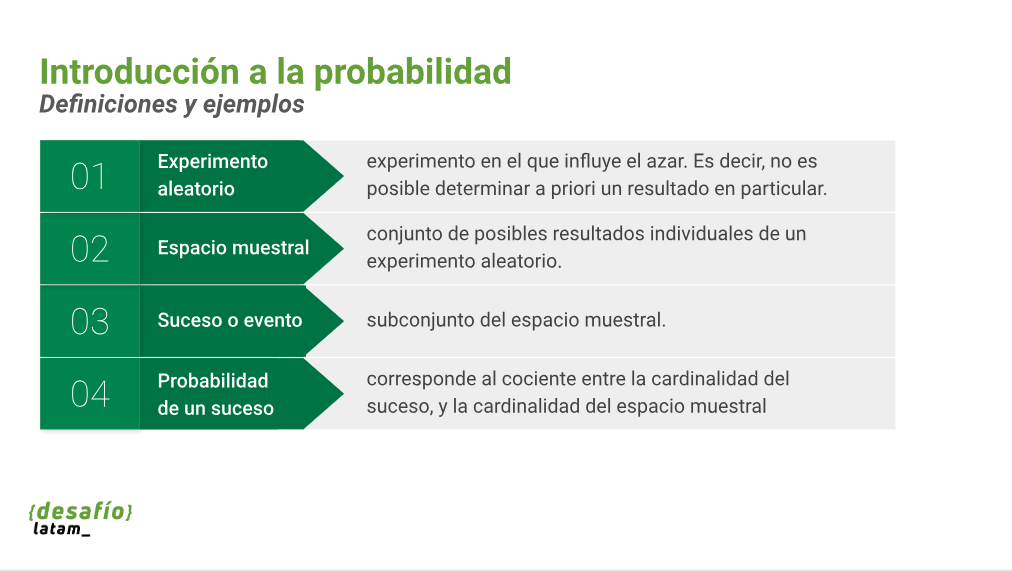 Introducción a la probabilidad
Definiciones y ejemplos
01
Experimento
aleatorio
experimento en el que influye el azar. Es decir, no es
posible determinar a priori un resultado en particular.
02
Espacio muestral
conjunto de posibles resultados individuales de un
experimento aleatorio.
03
Suceso o evento
subconjunto del espacio muestral.
04
Probabilidad
de un suceso
corresponde al cociente entre la cardinalidad del
suceso, y la cardinalidad del espacio muestral
{desafío}
latam_